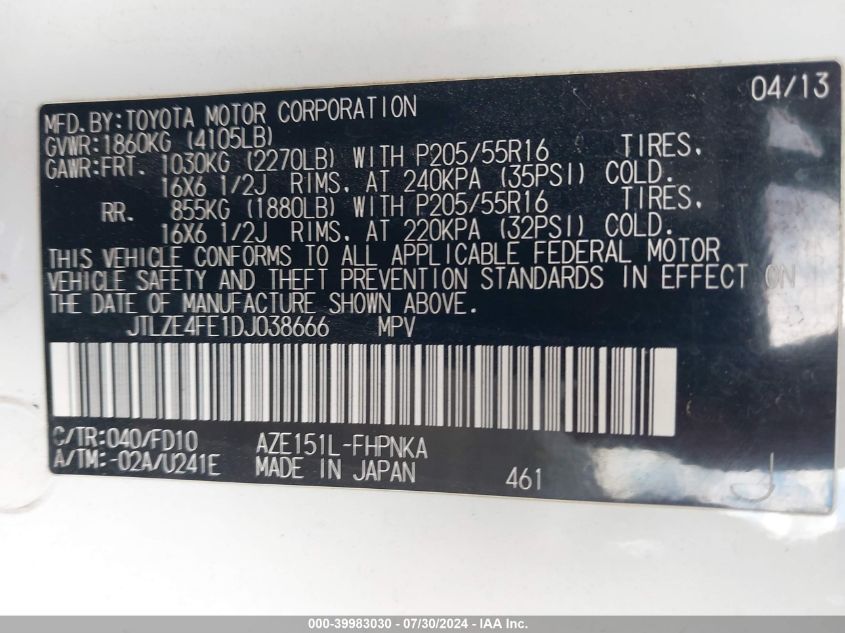 04/13
MFD.BY:TOYOTA MOTOR CORPORATION
GVWR:1860KG (4105LB)
GAWR:FRT. 1030KG (2270LB) WITH P205/55R16 TIRES.
16X6 1/2J RIMS, AT 240KPA (35PSI) COLD.
RR. 855KG (1880LB) WITH P205/55R16 TIRES.
16X6 1/2J RIMS, AT 220KPA (32PSI) COLD.
THIS VEHICLE CONFORMS TO ALL APPLICABLE FEDERAL MOTOR
VEHICLE SAFETY AND THEFT PREVENTION STANDARDS IN EFFECT ON
THE DATE OF MANUFACTURE SHOWN ABOVE.
JTLZE4FE1DJ038666 MPV
C/TR:040/FD10 AZE151L-FHPNKA
A/TM:-02A/U241E MADE IN JAPAN 461 J
000-39983030 - 07/30/2024 - IAA Inc.